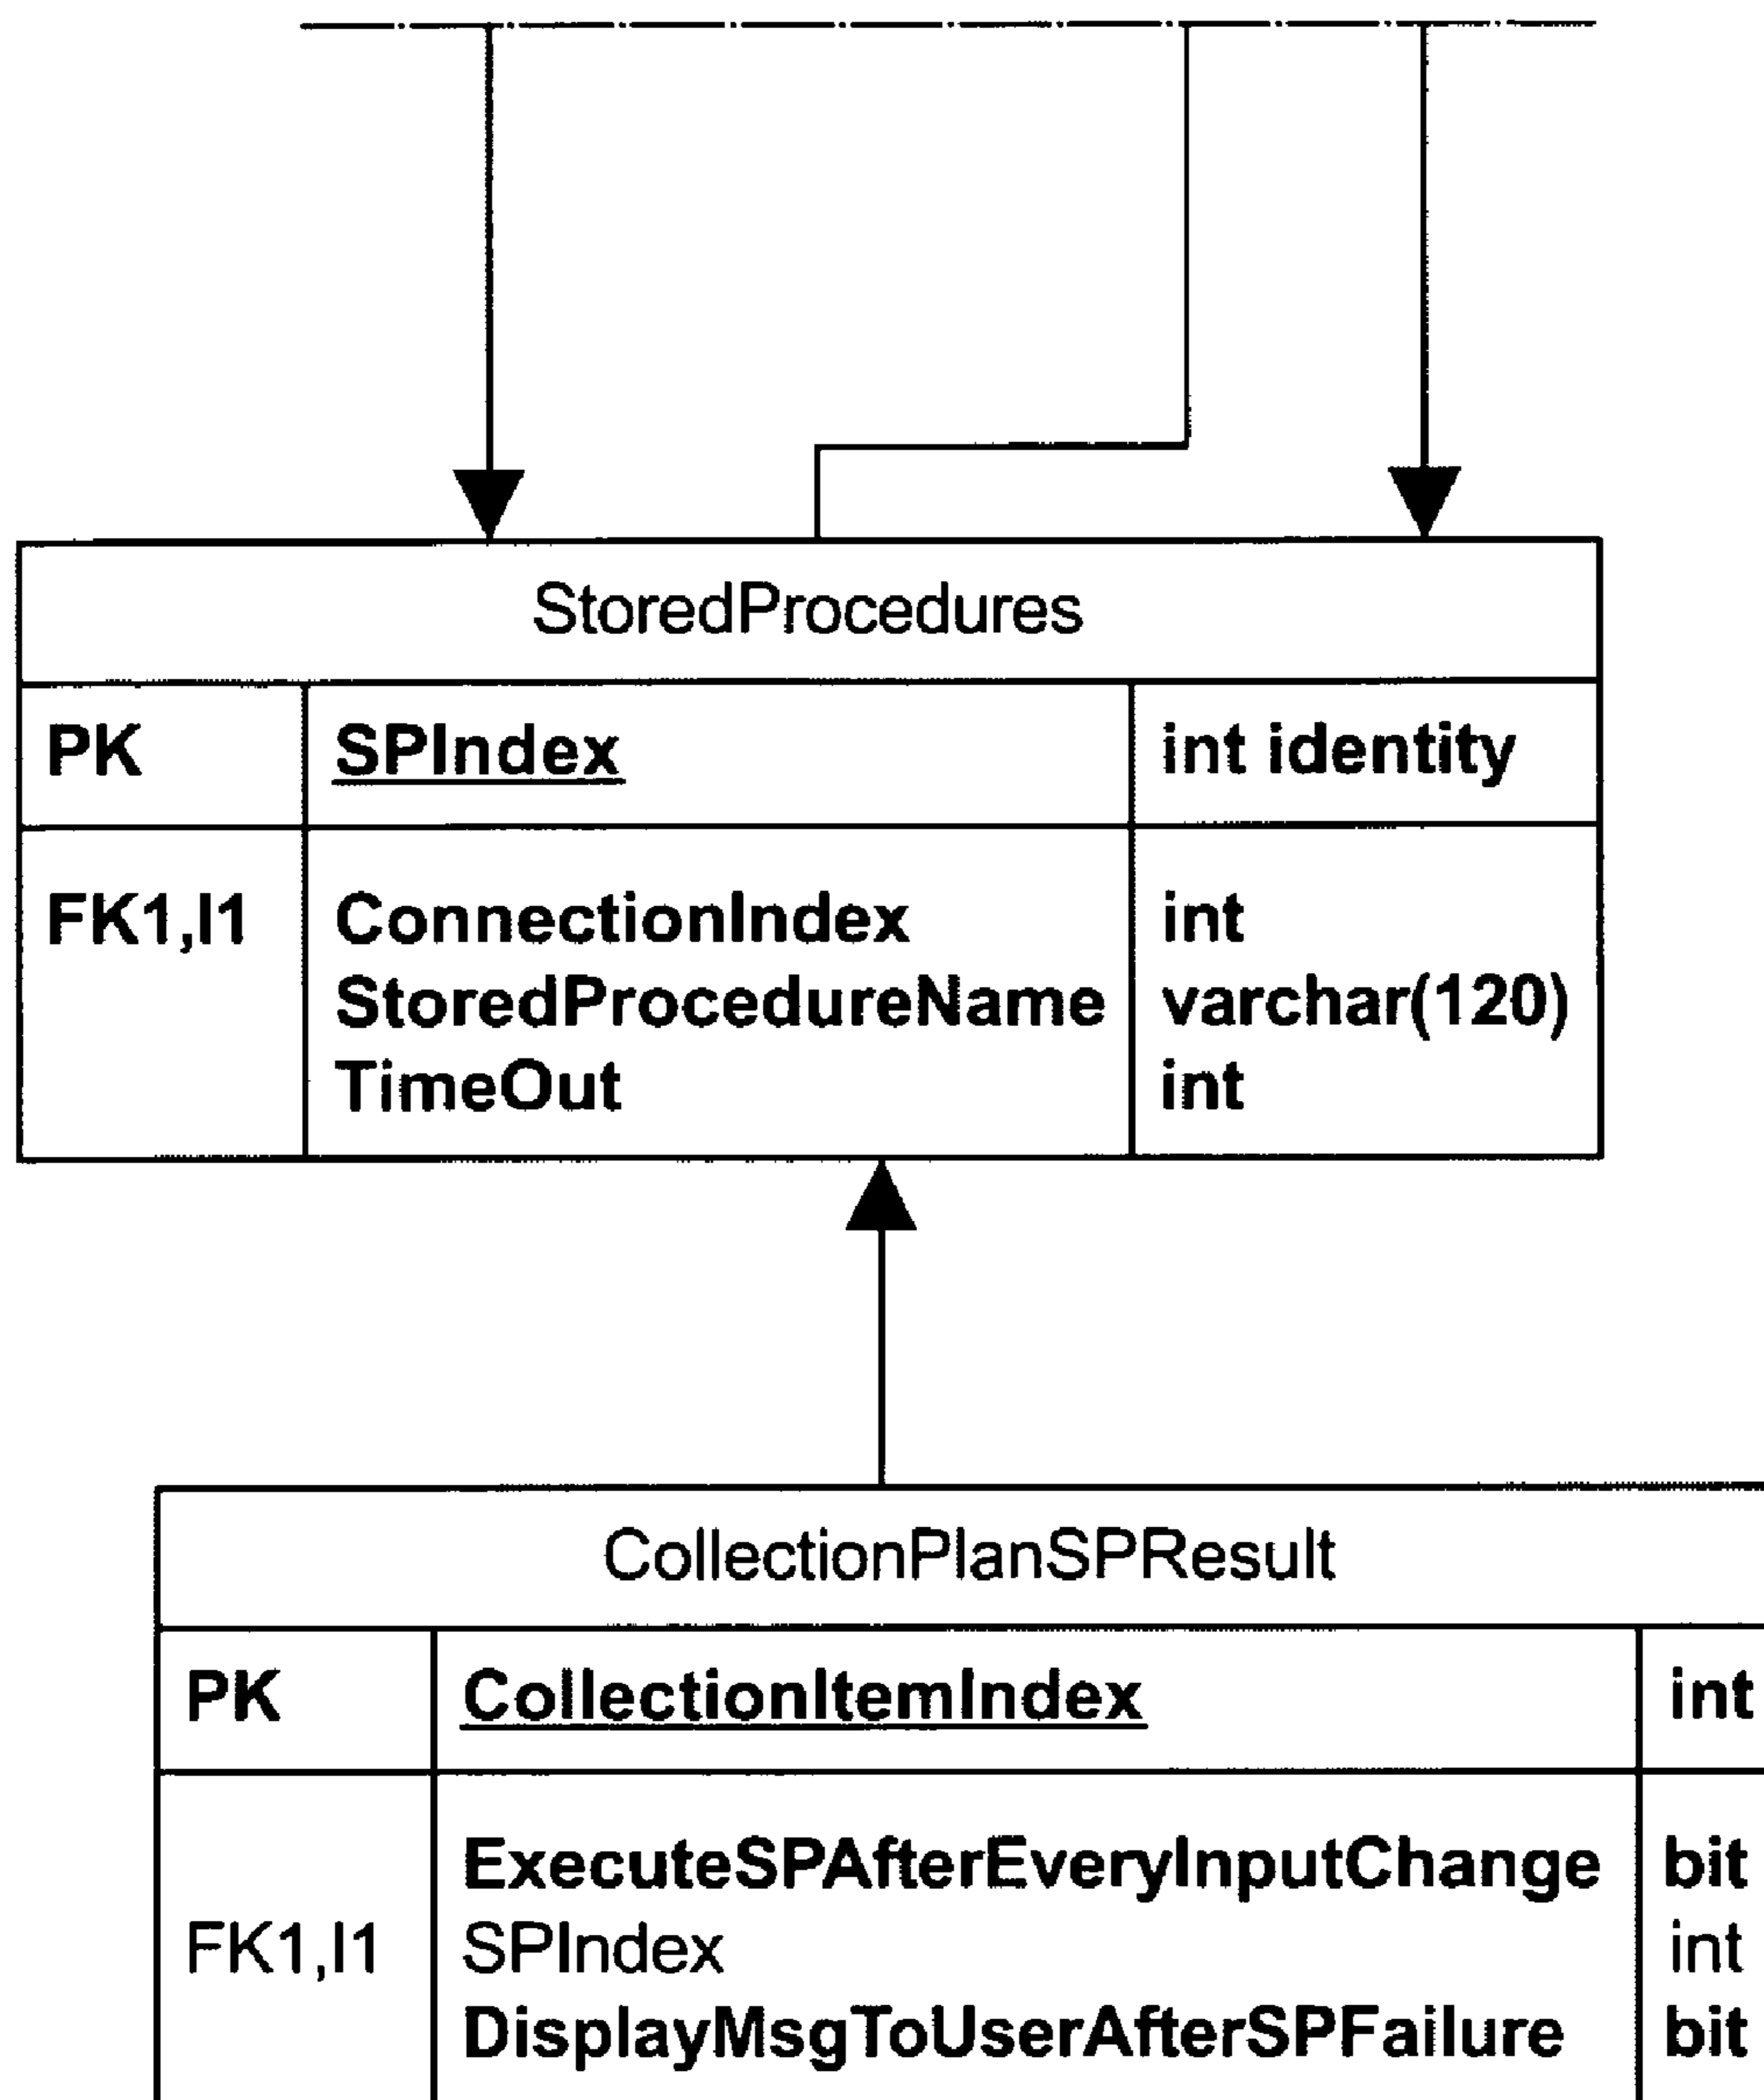 StoredProcedures
PK SPIndex int identity
FK1,I1 ConnectionIndex int
StoredProcedureName varchar(120)
TimeOut int
CollectionPlanSPResult
PK CollectionItemIndex int
ExecuteSPAfterEveryInputChange bit
FK1,I1 SPIndex int
DisplayMsgToUserAfterSPFailure bit